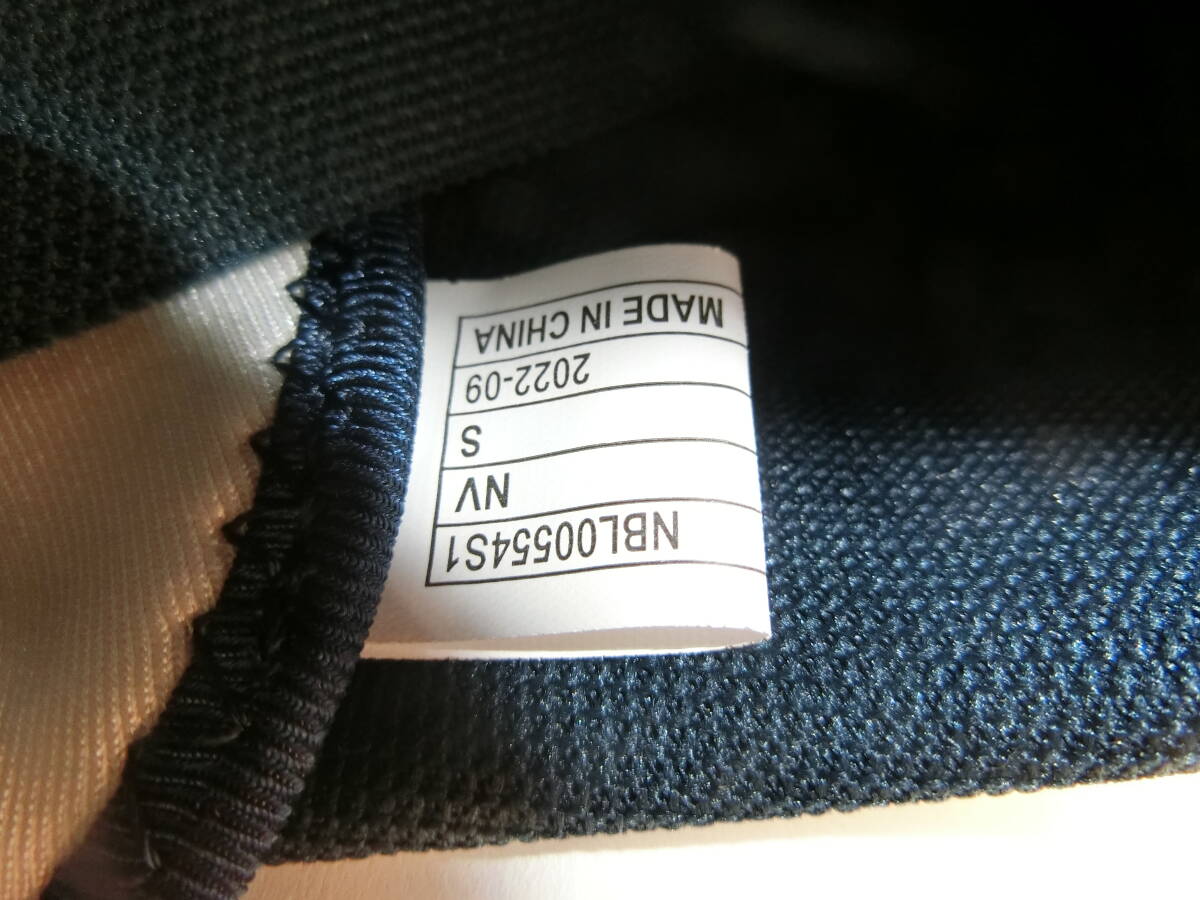 NBL00554S1
NV
S
2022-09
MADE IN CHINA